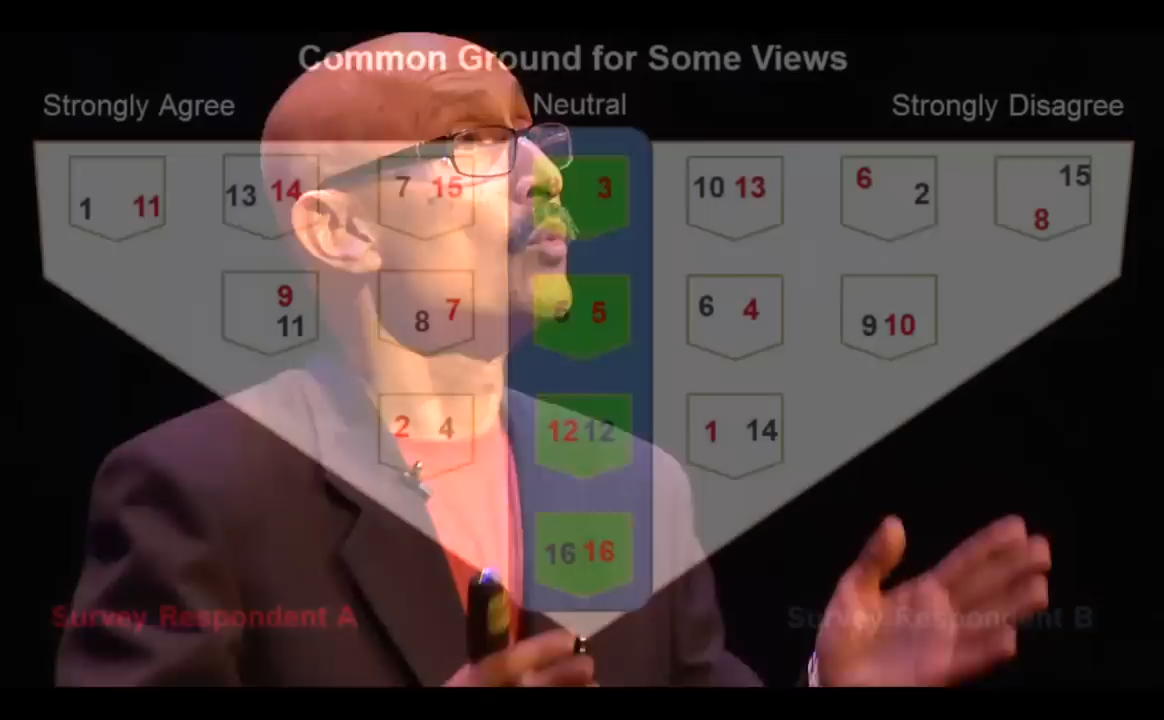 Common Ground for Some Views
Strongly Agree Neutral Strongly Disagree
1 11 13 14 7 15 3 10 13 6 2 15 8
9 11 8 7 5 6 4 9 10
2 4 12 12 1 14
16 16
Survey Respondent A Survey Respondent B